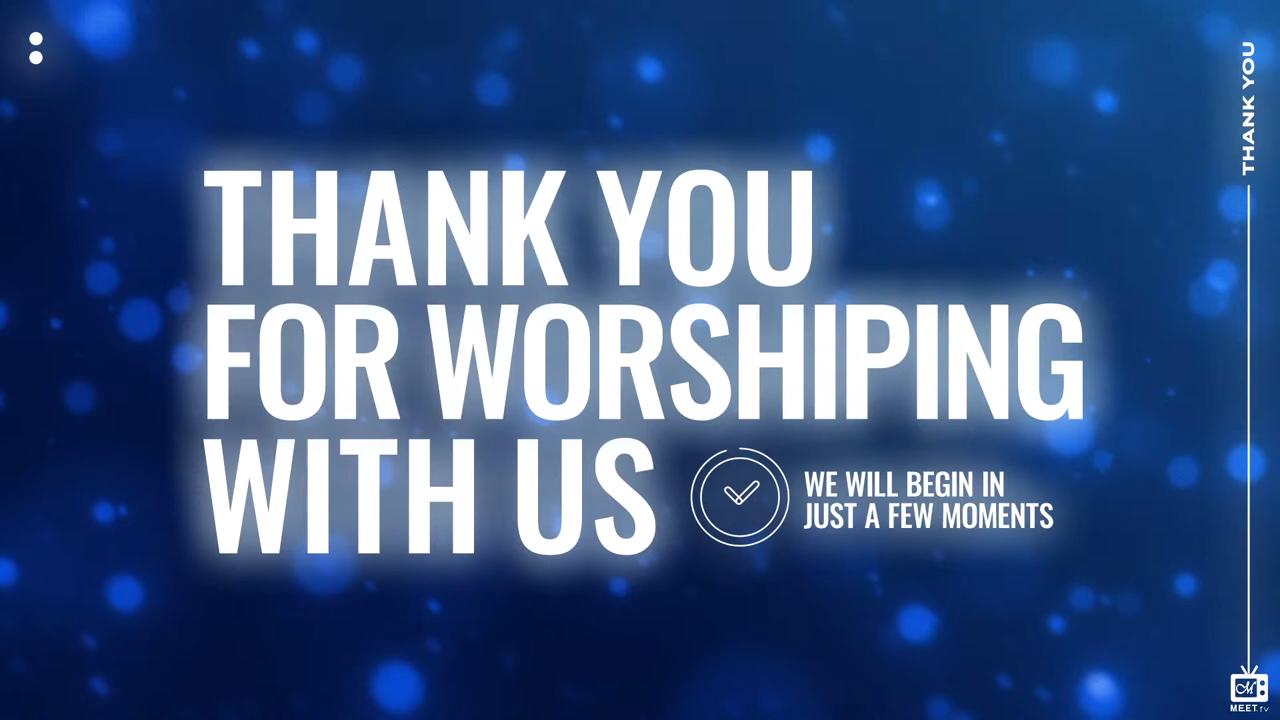 THANK YOU
THANK YOU
FOR WORSHIPING
WITH US
WE WILL BEGIN IN
JUST A FEW MOMENTS
M
MEET.TV